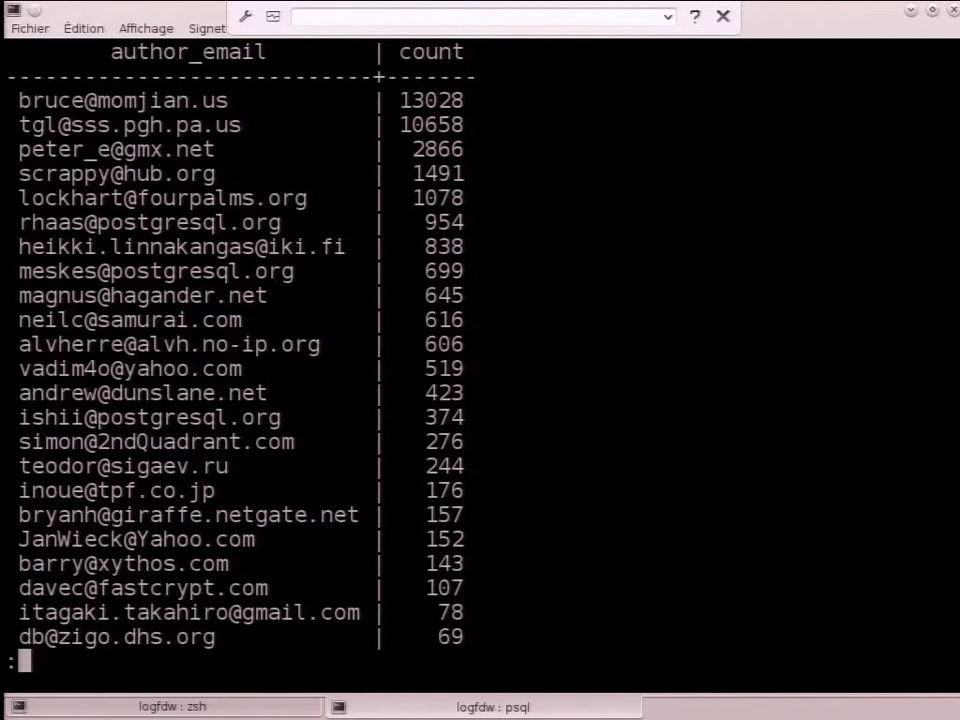 Fichier Édition Affichage Signet
?
author_email | count
----------------------------+-------
bruce@momjian.us | 13028
tgl@sss.pgh.pa.us | 10658
peter_e@gmx.net | 2866
scrappy@hub.org | 1491
lockhart@fourpalms.org | 1078
rhaas@postgresql.org | 954
heikki.linnakangas@iki.fi | 838
meskes@postgresql.org | 699
magnus@hagander.net | 645
neilc@samurai.com | 616
alvherre@alvh.no-ip.org | 606
vadim4o@yahoo.com | 519
andrew@dunslane.net | 423
ishii@postgresql.org | 374
simon@2ndQuadrant.com | 276
teodor@sigaev.ru | 244
inoue@tpf.co.jp | 176
bryanh@giraffe.netgate.net | 157
JanWieck@Yahoo.com | 152
barry@xythos.com | 143
davec@fastcrypt.com | 107
itagaki.takahiro@gmail.com | 78
db@zigo.dhs.org | 69
:
logfdw : zsh
logfdw : psql